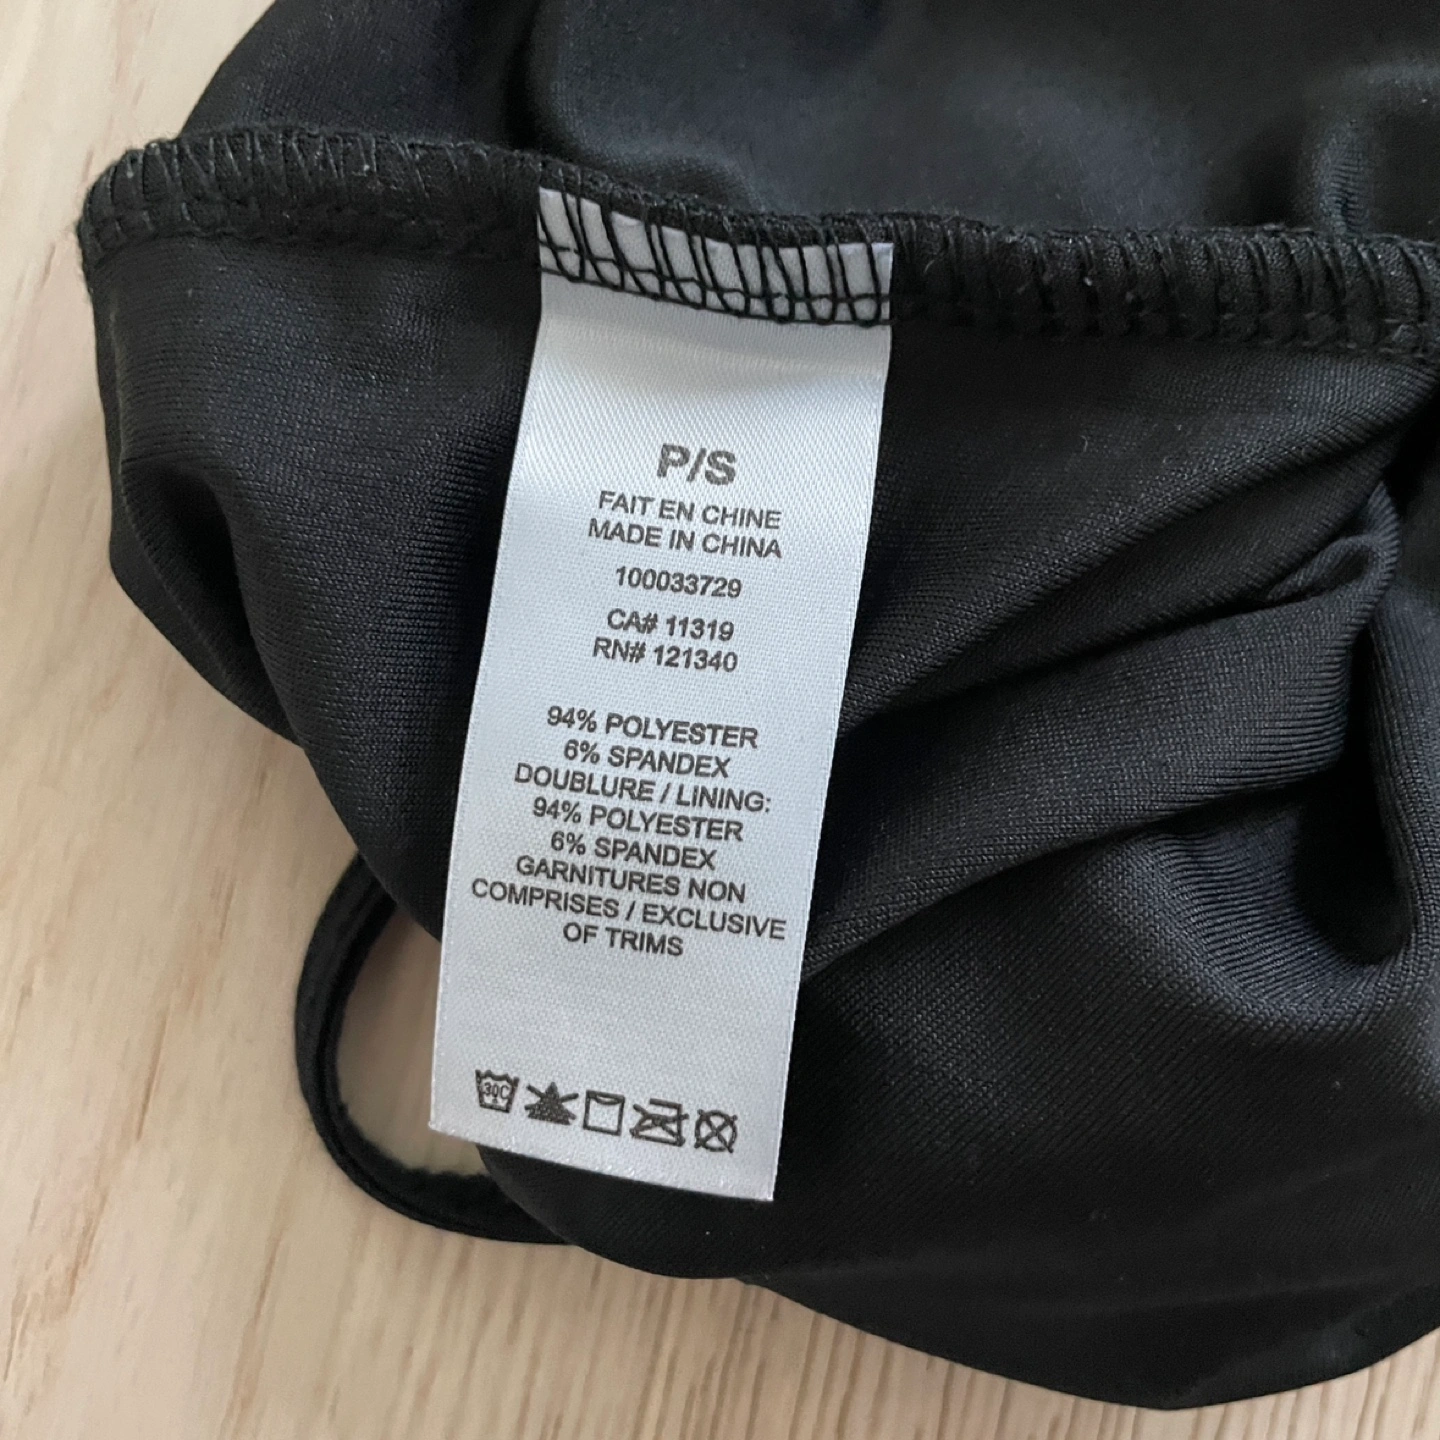 P/S
FAIT EN CHINE
MADE IN CHINA
100033729
CA# 11319
RN# 121340
94% POLYESTER
6% SPANDEX
DOUBLURE / LINING:
94% POLYESTER
6% SPANDEX
GARNITURES NON
COMPRISES / EXCLUSIVE
OF TRIMS
30C